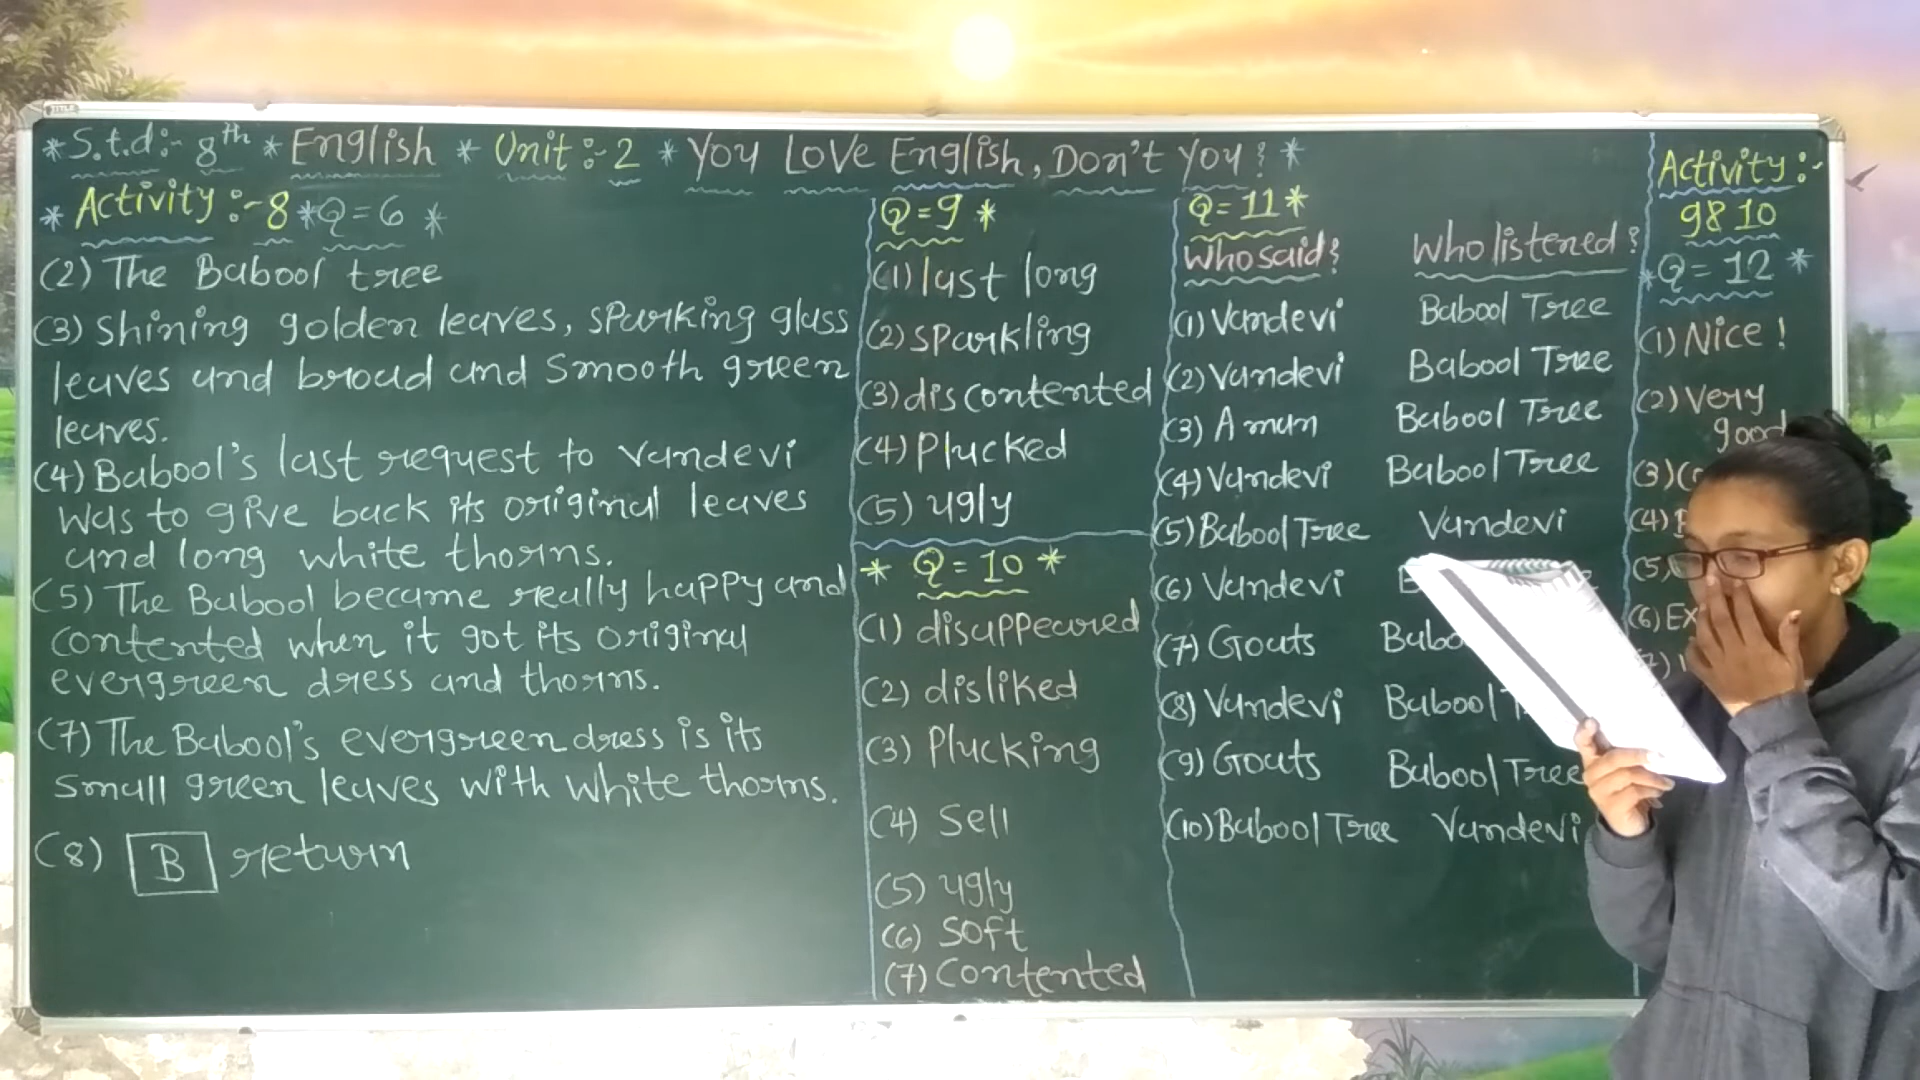 *S.t.d:- 8th * English * Unit:-2 * You Love English, Don't You? *
* Activity:-8 *Q=6 *
(2) The Babool tree
(3) Shining golden leaves, sparking glass
leaves and broad and smooth green
leaves.
(4) Babool's last request to Vandevi
was to give back its original leaves
and long white thorns.
(5) The Babool became really happy and
contented when it got its original
evergreen dress and thorns.
(7) The Babool's evergreen dress is its
small green leaves with white thorns.
(8) B return
Q=9 *
(1) last long
(2) sparkling
(3) discontented
(4) Plucked
(5) ugly
* Q=10 *
(1) disappeared
(2) disliked
(3) Plucking
(4) Sell
(5) ugly
(6) Soft
(7) Contented
Q=11*
Who said? Who listened?
(1) Vandevi Babool Tree
(2) Vandevi Babool Tree
(3) A man Babool Tree
(4) Vandevi Babool Tree
(5) Babool Tree Vandevi
(6) Vandevi
(7) Goats
(8) Vandevi Babool
(9) Goats Babool Tree
(10) Babool Tree Vandevi
Activity:-
9810
*Q=12 *
(1) Nice!
(2) Very
good
(3)
(4)
(5)
(6)